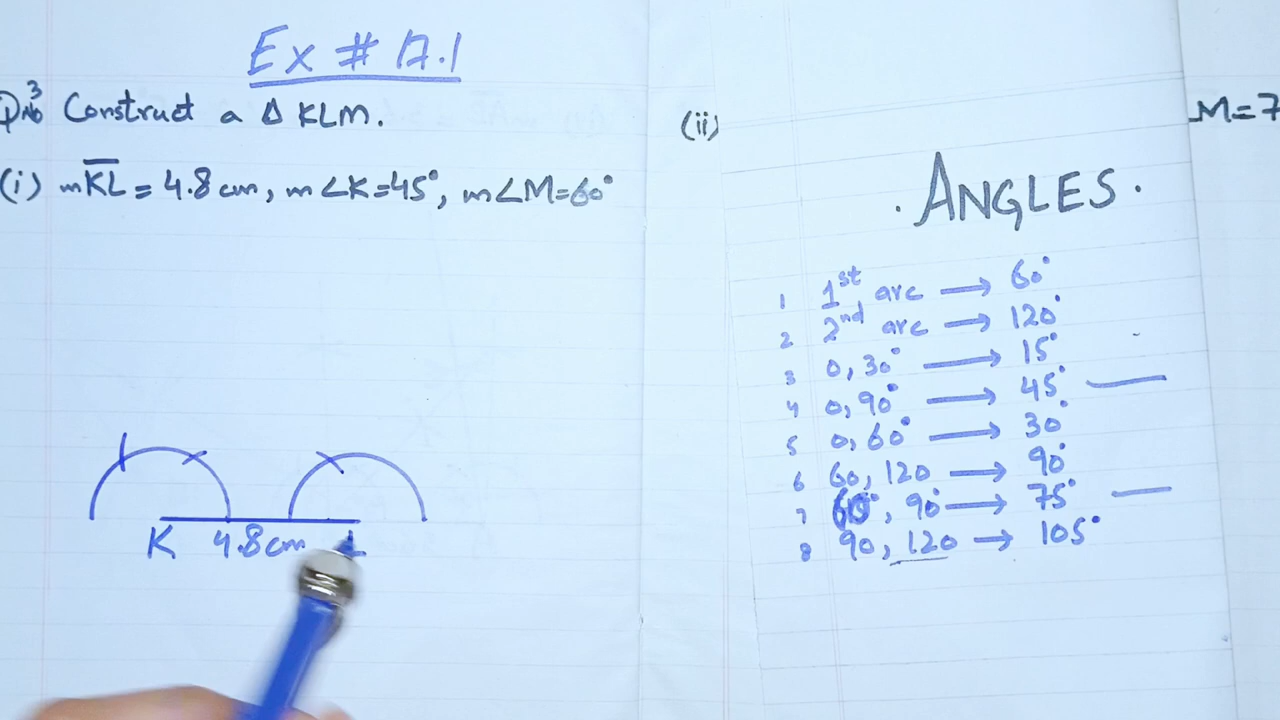 Ex # 17.1
QNo 3 Construct a Δ KLM.
(i) mKL = 4.8 cm, m∠K=45°, m∠M=60°
K 4.8cm L
(ii)
M=7
. ANGLES .
1 1st arc → 60°
2 2nd arc → 120°
3 0, 30° → 15°
4 0, 90° → 45°
5 0, 60° → 30°
6 60, 120 → 90°
7 60°, 90° → 75°
8 90, 120 → 105°